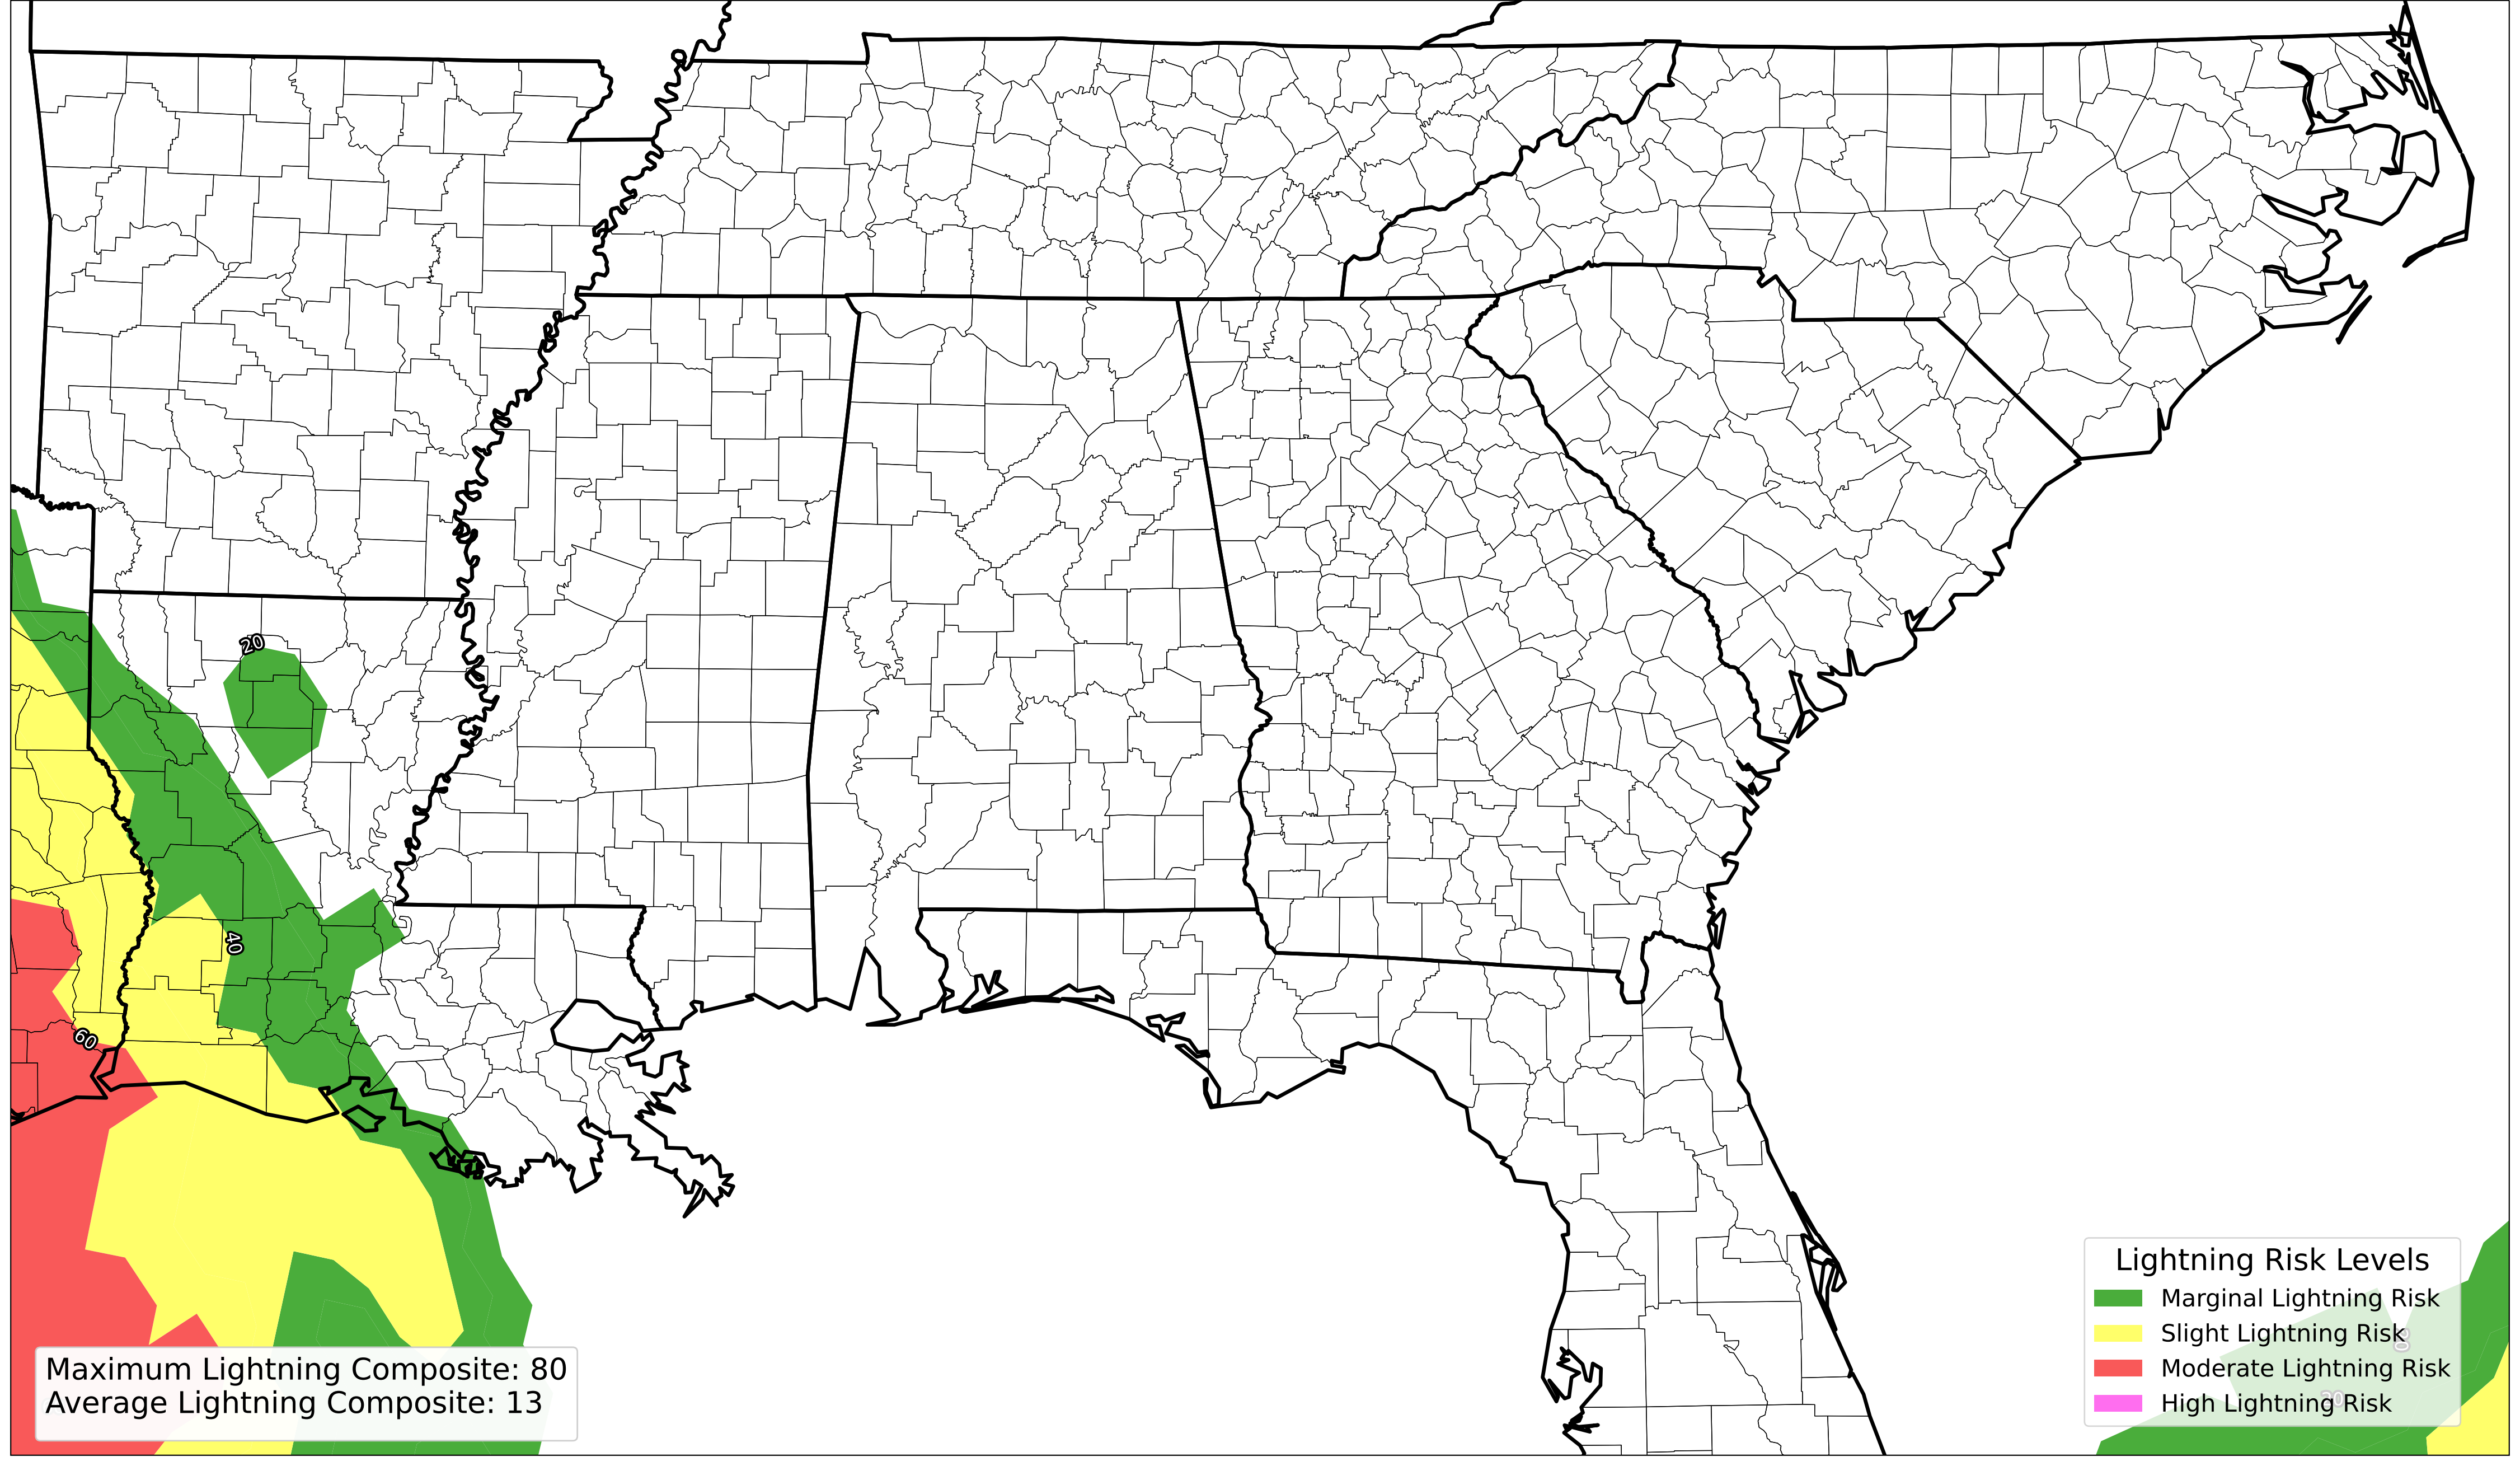 20
40
60
Lightning Risk Levels
Marginal Lightning Risk
Slight Lightning Risk
Moderate Lightning Risk
High Lightning Risk
Maximum Lightning Composite: 80
Average Lightning Composite: 13